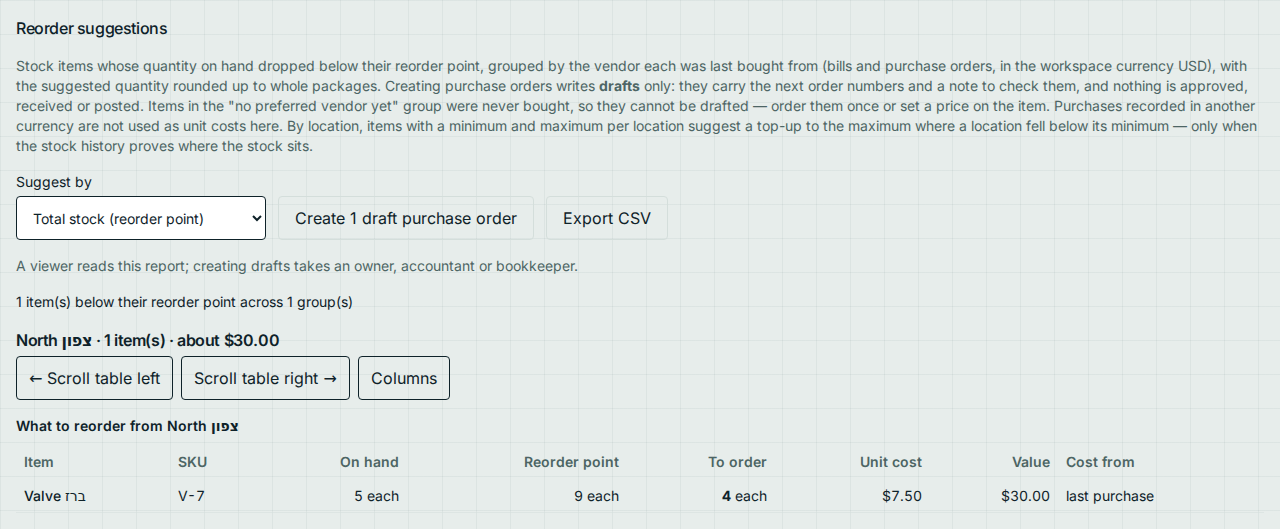 Reorder suggestions
Stock items whose quantity on hand dropped below their reorder point, grouped by the vendor each was last bought from (bills and purchase orders, in the workspace currency USD), with
the suggested quantity rounded up to whole packages. Creating purchase orders writes drafts only: they carry the next order numbers and a note to check them, and nothing is approved,
received or posted. Items in the "no preferred vendor yet" group were never bought, so they cannot be drafted — order them once or set a price on the item. Purchases recorded in another
currency are not used as unit costs here. By location, items with a minimum and maximum per location suggest a top-up to the maximum where a location fell below its minimum — only when
the stock history proves where the stock sits.
Suggest by
Total stock (reorder point) Create 1 draft purchase order Export CSV
A viewer reads this report; creating drafts takes an owner, accountant or bookkeeper.
1 item(s) below their reorder point across 1 group(s)
North צפון · 1 item(s) · about $30.00
← Scroll table left Scroll table right → Columns
What to reorder from North צפון
Item SKU On hand Reorder point To order Unit cost Value Cost from
Valve ברז V-7 5 each 9 each 4 each $7.50 $30.00 last purchase